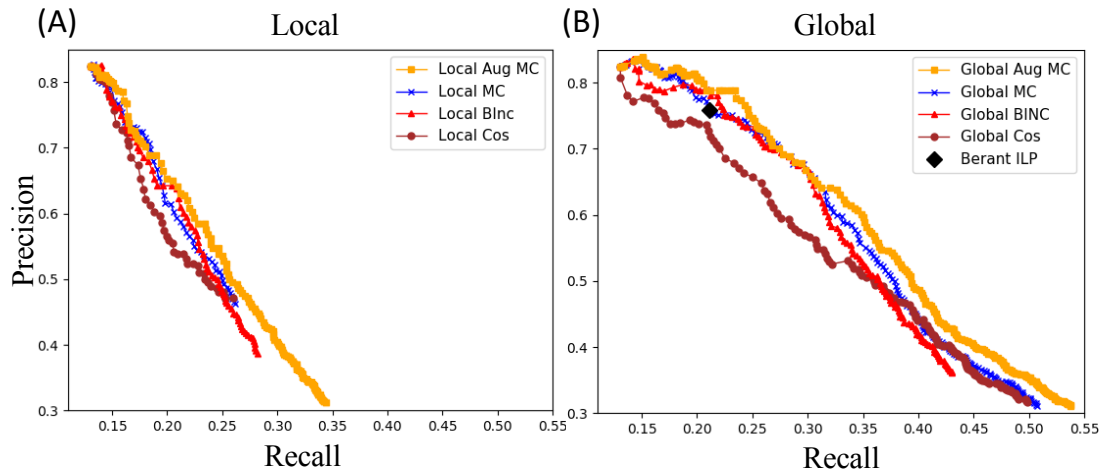 (A)
Local
Precision
0.8
0.7
0.6
0.5
0.4
0.3
Local Aug MC
Local MC
Local BInc
Local Cos
0.15 0.20 0.25 0.30 0.35 0.40 0.45 0.50 0.55
Recall
(B)
Global
0.8
0.7
0.6
0.5
0.4
0.3
Global Aug MC
Global MC
Global BINC
Global Cos
Berant ILP
0.15 0.20 0.25 0.30 0.35 0.40 0.45 0.50 0.55
Recall